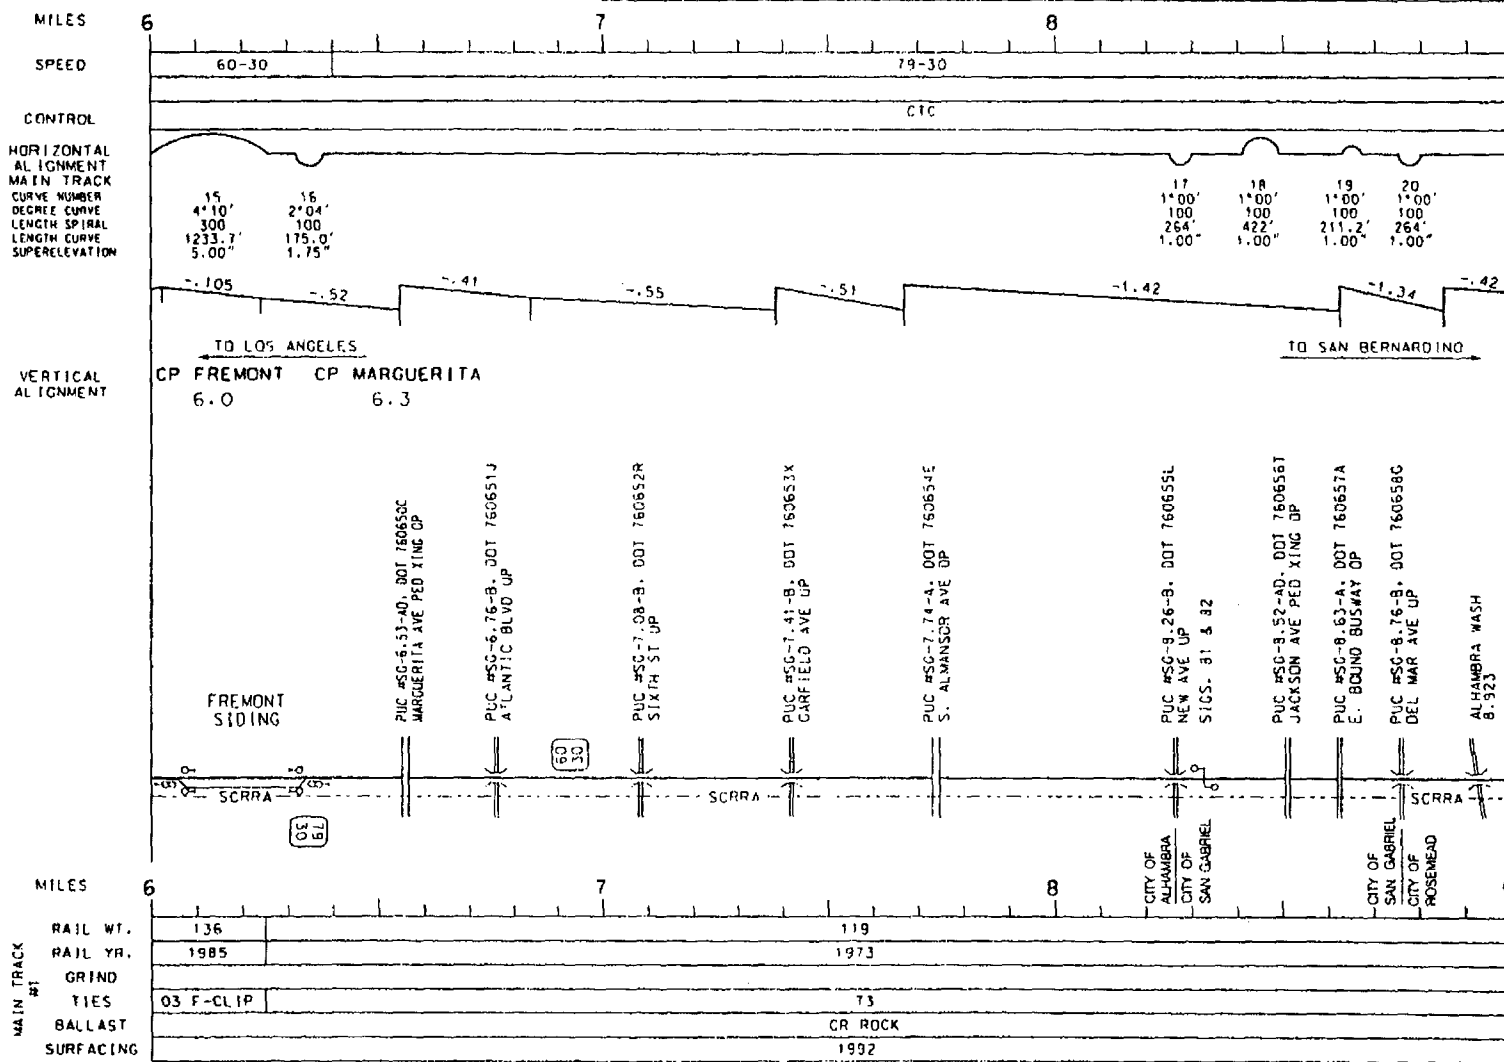 MILES 6 7 8
SPEED 60-30 79-30
CONTROL CTC
HORIZONTAL
ALIGNMENT
MAIN TRACK
CURVE NUMBER 15 16 17 18 19 20
DEGREE CURVE 4°10' 2°04' 1°00' 1°00' 1°00' 1°00'
LENGTH SPIRAL 300 100 100 100 100 100
LENGTH CURVE 1233.7' 175.0' 264' 422' 211.2' 264'
SUPERELEVATION 5.00" 1.75" 1.00" 1.00" 1.00" 1.00"
-.105 -.52 -.41 -.55 -.51 -1.42 -1.34 -.42
TO LOS ANGELES TO SAN BERNARDINO
VERTICAL
ALIGNMENT
CP FREMONT CP MARGUERITA
6.0 6.3
PUC #SG-6.53-AD, DOT 760650C
MARGUERITA AVE PED XING OP
PUC #SG-6.76-B, DOT 760651J
ATLANTIC BLVD UP
PUC #SG-7.08-B, DOT 760652R
SIXTH ST UP
PUC #SG-7.41-B, DOT 760653X
GARFIELD AVE UP
PUC #SG-7.74-A, DOT 760654E
S. ALMANSOR AVE OP
PUC #SG-8.26-B, DOT 760655L
NEW AVE UP
SIGS. 81 & 82
PUC #SG-8.52-AD, DOT 760656T
JACKSON AVE PED XING OP
PUC #SG-8.63-A, DOT 760657A
E. BOUND BUSWAY OP
PUC #SG-8.76-B, DOT 760658G
DEL MAR AVE UP
ALHAMBRA WASH
8.923
FREMONT
SIDING
60
30
SCRRA SCRRA SCRRA
79
30
CITY OF
ALHAMBRA
CITY OF
SAN GABRIEL
CITY OF
SAN GABRIEL
CITY OF
ROSEMEAD
MILES 6 7 8
MAIN TRACK
#1
RAIL WT. 136 119
RAIL YR. 1985 1973
GRIND
TIES 03 F-CLIP 73
BALLAST CR ROCK
SURFACING 1992